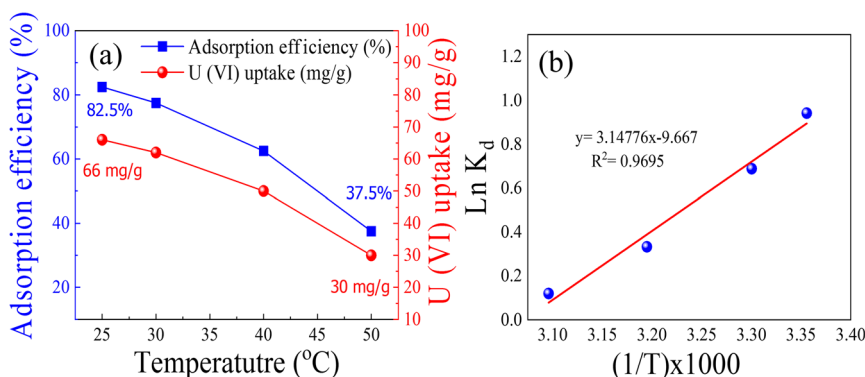 (a)
Adsorption efficiency (%)
U (VI) uptake (mg/g)
82.5%
66 mg/g
37.5%
30 mg/g
100
80
60
40
20
Adsorption efficiency (%)
100
90
80
70
60
50
40
30
20
10
U (VI) uptake (mg/g)
25 30 35 40 45 50
Temperatutre (ºC)
(b)
y= 3.14776x-9.667
R²= 0.9695
1.2
1.0
0.8
0.6
0.4
0.2
0.0
Ln K_d
3.10 3.15 3.20 3.25 3.30 3.35 3.40
(1/T)x1000